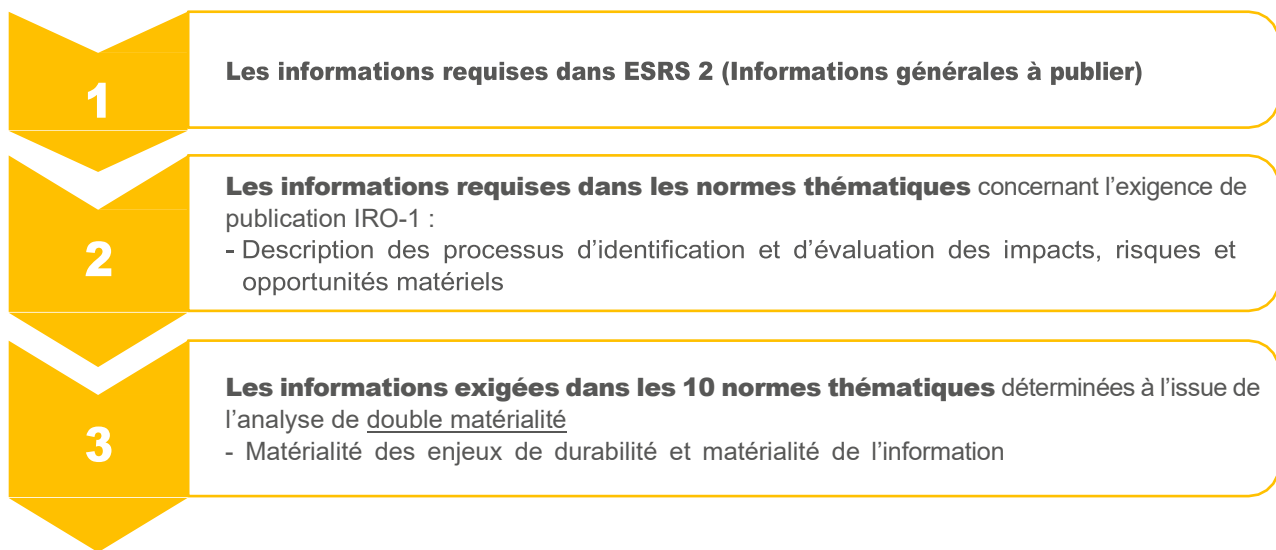 1
Les informations requises dans ESRS 2 (Informations générales à publier)
2
Les informations requises dans les normes thématiques concernant l’exigence de
publication IRO-1 :
- Description des processus d’identification et d’évaluation des impacts, risques et
opportunités matériels
3
Les informations exigées dans les 10 normes thématiques déterminées à l’issue de
l’analyse de double matérialité
- Matérialité des enjeux de durabilité et matérialité de l’information